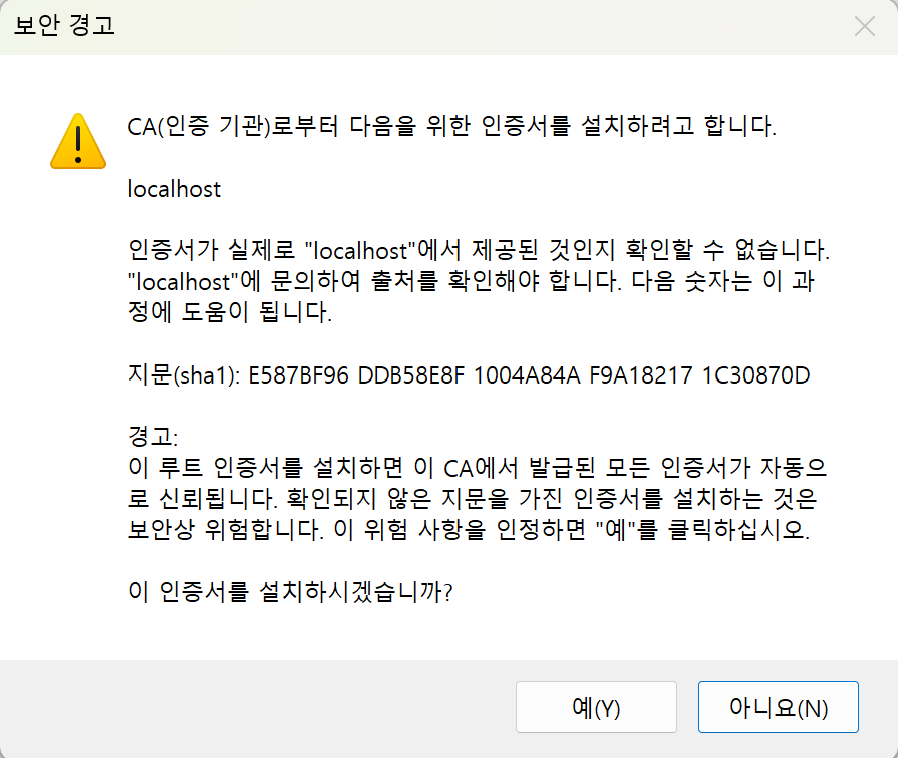 보안 경고
CA(인증 기관)로부터 다음을 위한 인증서를 설치하려고 합니다.
localhost
인증서가 실제로 "localhost"에서 제공된 것인지 확인할 수 없습니다.
"localhost"에 문의하여 출처를 확인해야 합니다. 다음 숫자는 이 과
정에 도움이 됩니다.
지문(sha1): E587BF96 DDB58E8F 1004A84A F9A18217 1C30870D
경고:
이 루트 인증서를 설치하면 이 CA에서 발급된 모든 인증서가 자동으
로 신뢰됩니다. 확인되지 않은 지문을 가진 인증서를 설치하는 것은
보안상 위험합니다. 이 위험 사항을 인정하면 "예"를 클릭하십시오.
이 인증서를 설치하시겠습니까?
예(Y)
아니요(N)